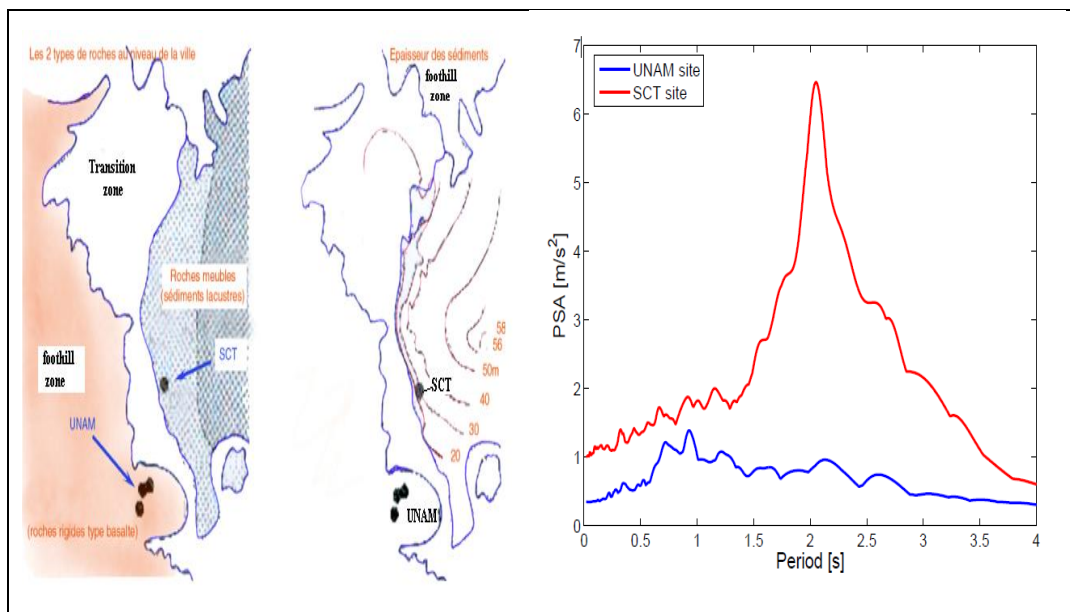 Les 2 types de roches au niveau de la ville
Transition
zone
Roches meubles
(sédiments lacustres)
SCT
foothill
zone
UNAM
(roches rigides type basalte)
Epaisseur des sédiments
foothill
zone
58
56
50m
SCT
40
30
20
UNAM
7
6
5
4
3
2
1
0
PSA [m/s²]
UNAM site
SCT site
0 0.5 1 1.5 2 2.5 3 3.5 4
Period [s]